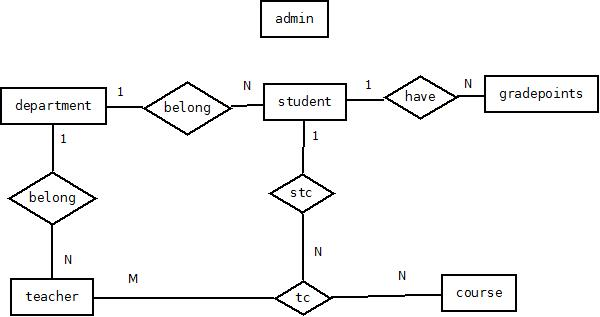 admin
1
N
1
N
department
belong
student
have
gradepoints
1
1
belong
stc
N
M
N
N
teacher
tc
course